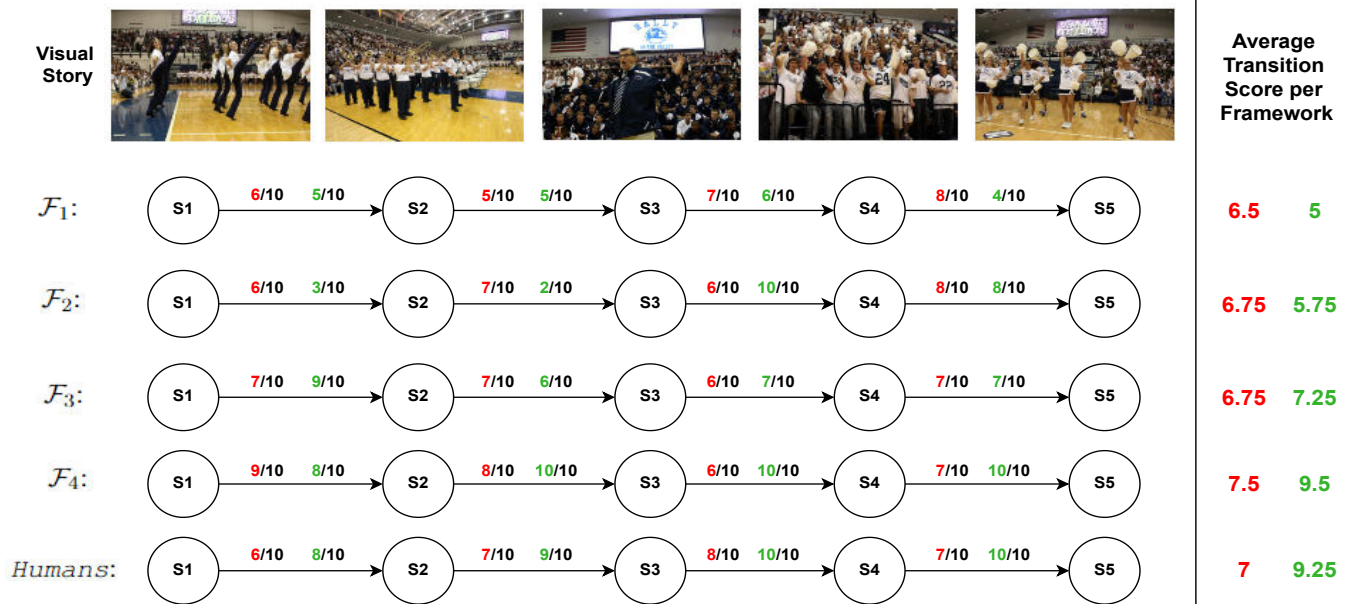 Visual
Story
RALLY
IN THE VALLEY
24
22
Average
Transition
Score per
Framework
F1:
S1 6/10 5/10 S2 5/10 5/10 S3 7/10 6/10 S4 8/10 4/10 S5
6.5 5
F2:
S1 6/10 3/10 S2 7/10 2/10 S3 6/10 10/10 S4 8/10 8/10 S5
6.75 5.75
F3:
S1 7/10 9/10 S2 7/10 6/10 S3 6/10 7/10 S4 7/10 7/10 S5
6.75 7.25
F4:
S1 9/10 8/10 S2 8/10 10/10 S3 6/10 10/10 S4 7/10 10/10 S5
7.5 9.5
Humans:
S1 6/10 8/10 S2 7/10 9/10 S3 8/10 10/10 S4 7/10 10/10 S5
7 9.25